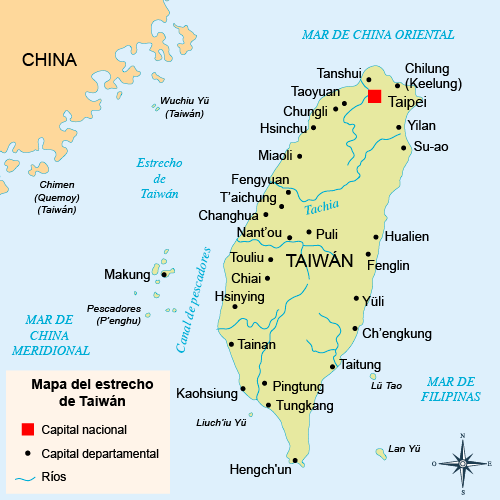 MAR DE CHINA ORIENTAL
CHINA
Tanshui
Chilung
(Keelung)
Taoyuan
Taipei
Wuchiu Yü
(Taiwán)
Chungli
Hsinchu
Yilan
Su-ao
Miaoli
Estrecho
de
Taiwán
Chimen
(Quemoy)
(Taiwán)
Fengyuan
T'aichung
Tachia
Changhua
Nant'ou
Puli
Hualien
Touliu
TAIWÁN
Fenglin
Makung
Chiai
Canal de pescadores
Hsinying
Yüli
Pescadores
(P'enghu)
MAR DE
CHINA
MERIDIONAL
Ch'engkung
Tainan
Taitung
Lü Tao
MAR DE
FILIPINAS
Kaohsiung
Pingtung
Tungkang
Liuch'iu Yü
Lan Yü
Hengch'un
Mapa del estrecho
de Taiwán
Capital nacional
Capital departamental
Ríos
N
O
E
S